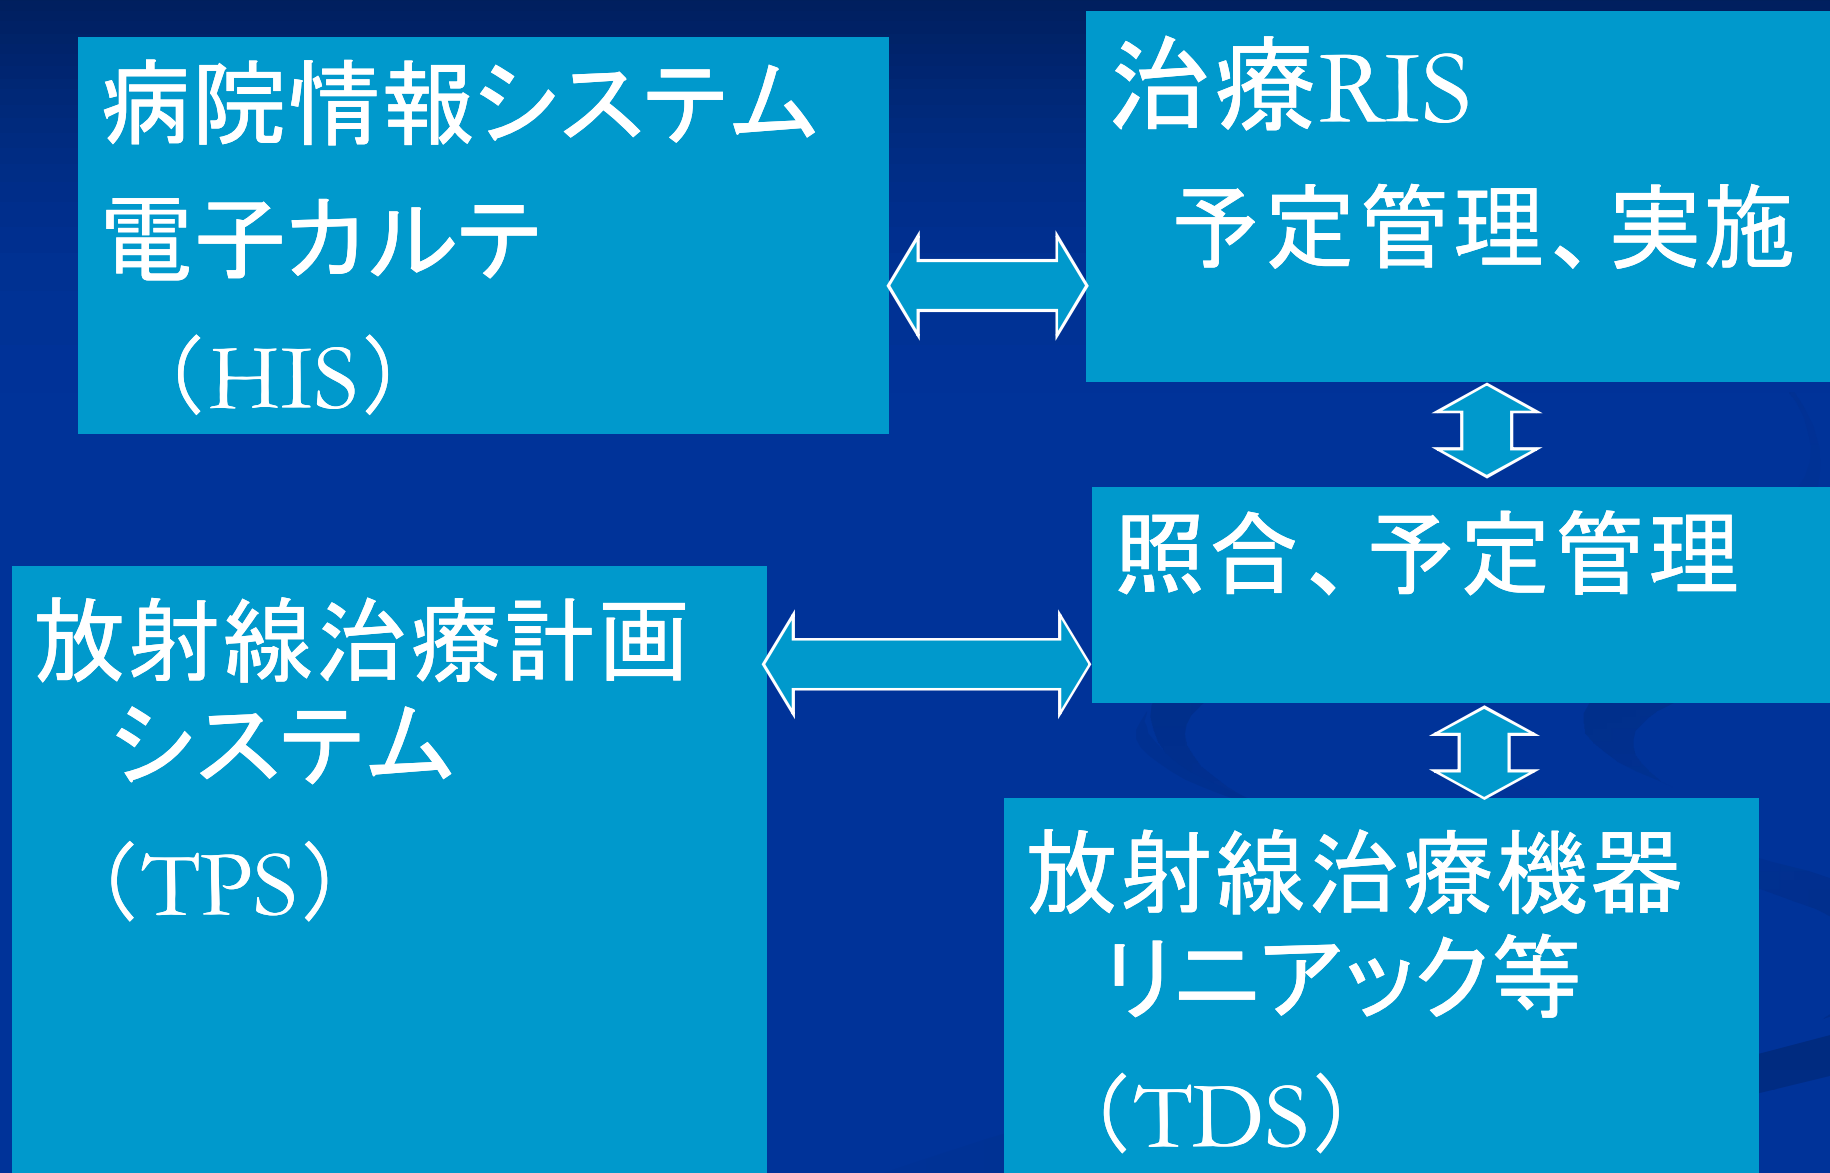 病院情報システム
電子カルテ
（HIS）
治療RIS
予定管理、実施
照合、予定管理
放射線治療計画
システム
（TPS）
放射線治療機器
リニアック等
（TDS）